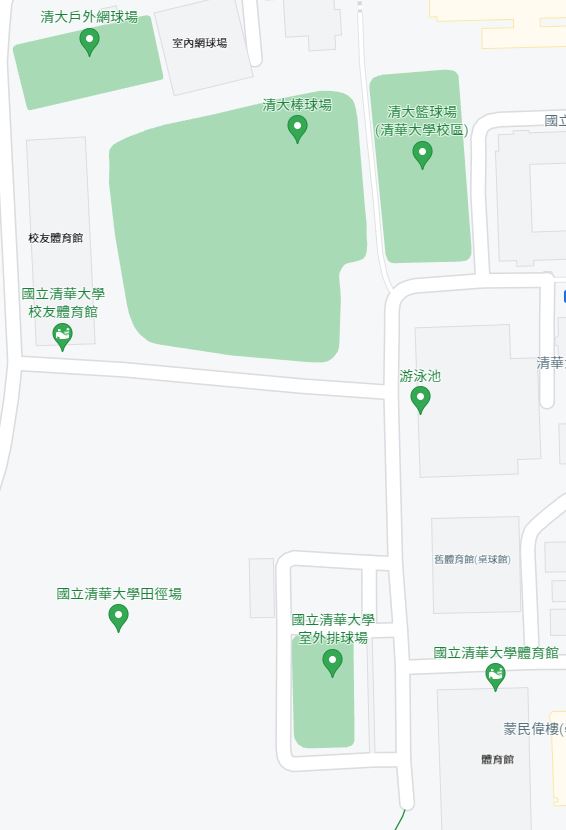 清大戶外網球場
室內網球場
清大棒球場
清大籃球場
(清華大學校區)
國立
校友體育館
國立清華大學
校友體育館
清華
游泳池
舊體育館(桌球館)
國立清華大學田徑場
國立清華大學
室外排球場
國立清華大學體育館
蒙民偉樓(
體育館